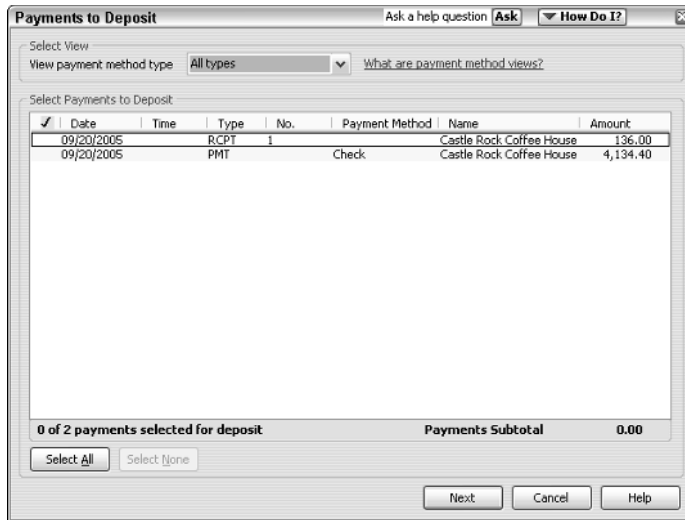 Payments to Deposit Ask a help question Ask How Do I?
Select View
View payment method type All types What are payment method views?
Select Payments to Deposit
✓ Date Time Type No. Payment Method Name Amount
09/20/2005 RCPT 1 Castle Rock Coffee House 136.00
09/20/2005 PMT Check Castle Rock Coffee House 4,134.40
0 of 2 payments selected for deposit Payments Subtotal 0.00
Select All Select None
Next Cancel Help